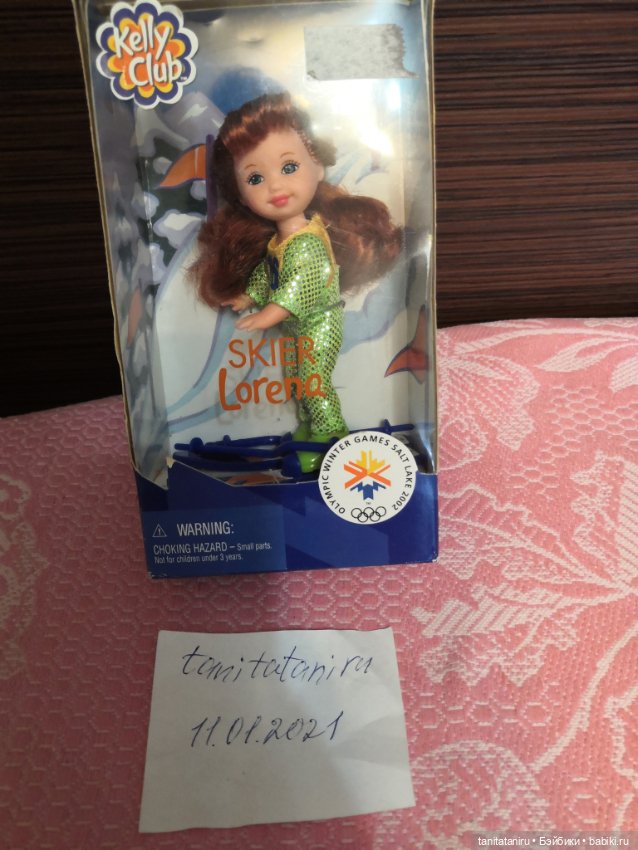 Kelly
Club
SKIER
Lorena
OLYMPIC WINTER GAMES SALT LAKE 2002
WARNING:
CHOKING HAZARD – Small parts.
Not for children under 3 years.
tanitataniru
11.01.2021
tanitataniru • Бэйбики • babiki.ru